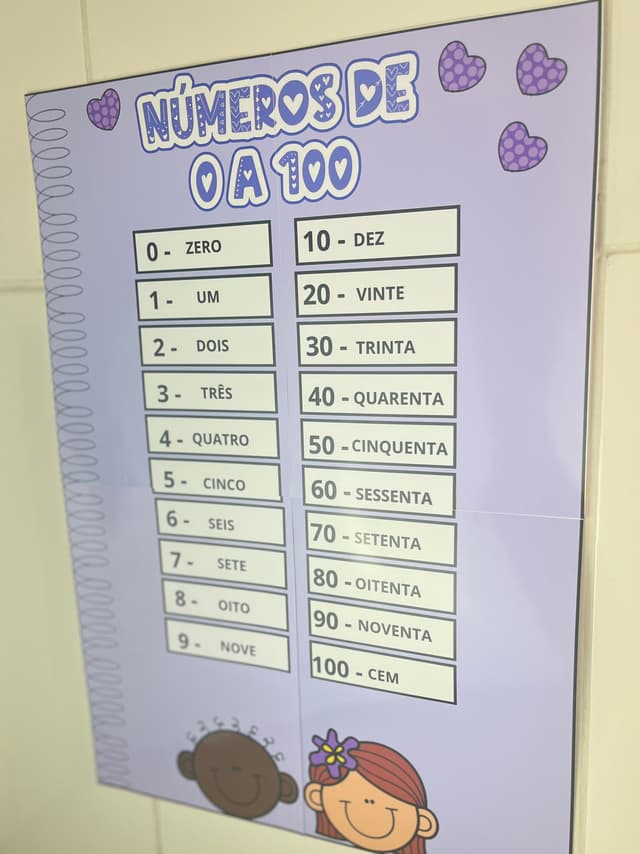 NÚMEROS DE
0 A 100
0 - ZERO
1 - UM
2 - DOIS
3 - TRÊS
4 - QUATRO
5 - CINCO
6 - SEIS
7 - SETE
8 - OITO
9 - NOVE
10 - DEZ
20 - VINTE
30 - TRINTA
40 - QUARENTA
50 - CINQUENTA
60 - SESSENTA
70 - SETENTA
80 - OITENTA
90 - NOVENTA
100 - CEM